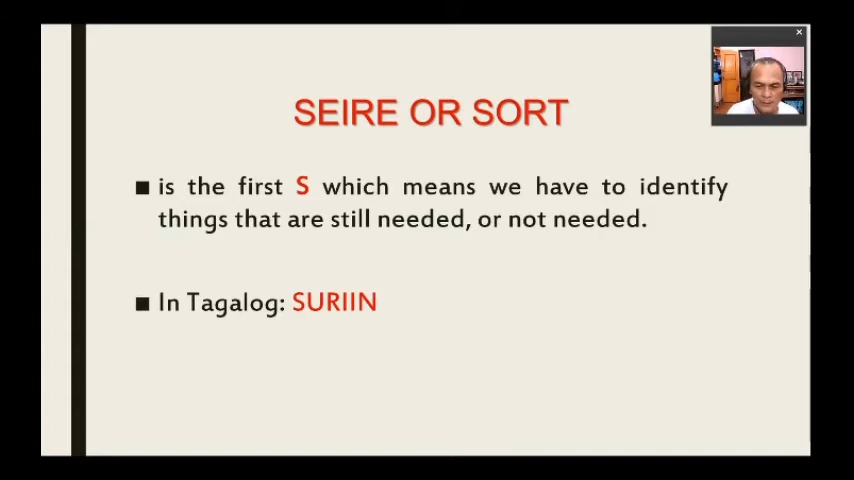 SEIRE OR SORT
■ is the first S which means we have to identify
things that are still needed, or not needed.
■ In Tagalog: SURIIN